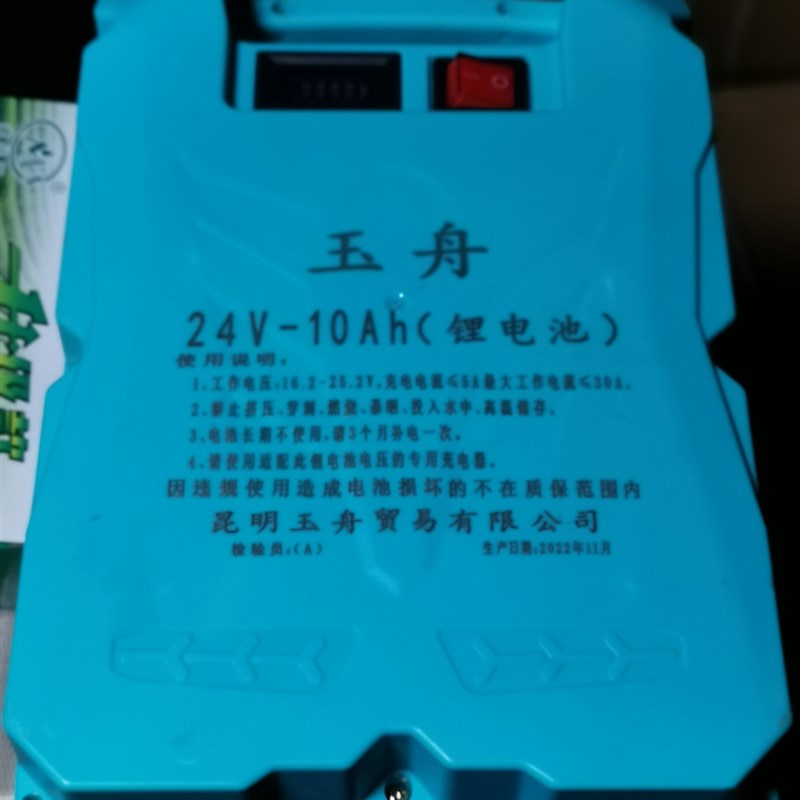 玉舟
24V-10Ah(锂电池)
使用说明:
1、工作电压:16.2-25.2V,充电电流≤5A最大工作电流≤30A。
2、禁止挤压、穿刺、燃烧、暴晒、投入水中、高温储存。
3、电池长期不使用,请3个月补电一次。
4、请使用适配此锂电池电压的专用充电器。
因违规使用造成电池损坏的不在质保范围内
昆明玉舟贸易有限公司
检验员:(A) 生产日期:2022年11月